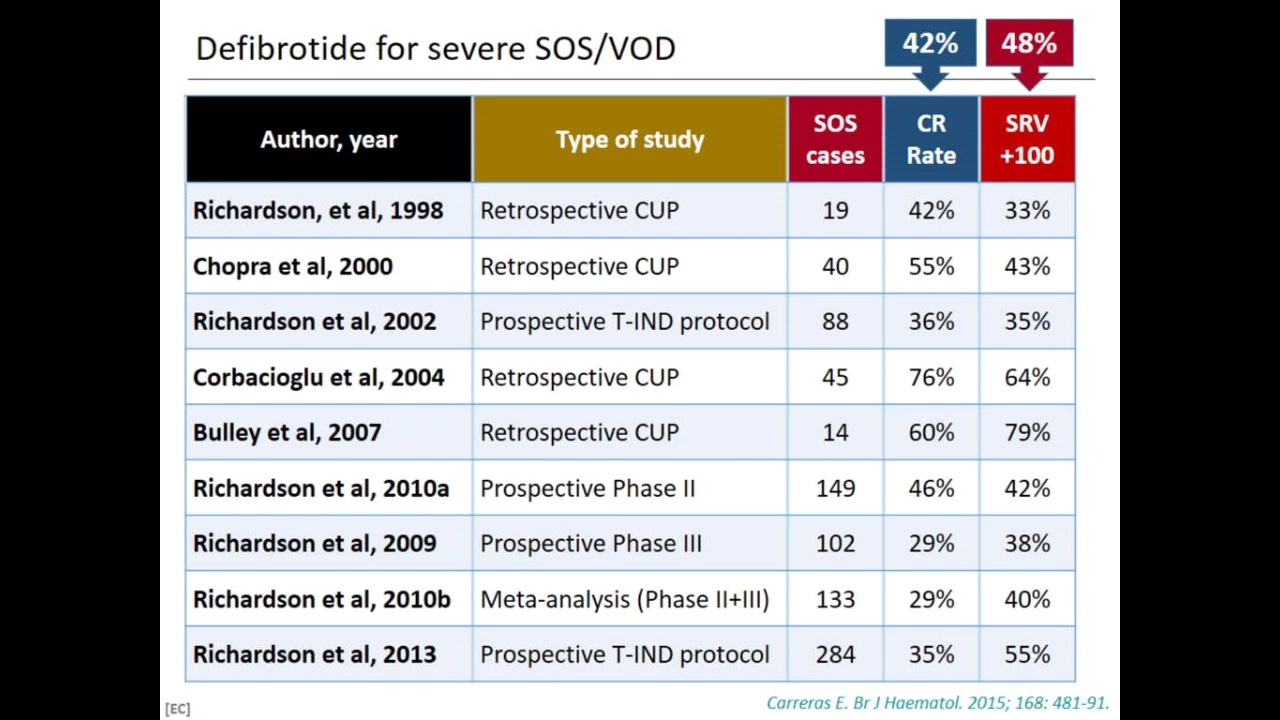 Defibrotide for severe SOS/VOD
42% 48%
Author, year Type of study SOS cases CR Rate SRV +100
Richardson, et al, 1998 Retrospective CUP 19 42% 33%
Chopra et al, 2000 Retrospective CUP 40 55% 43%
Richardson et al, 2002 Prospective T-IND protocol 88 36% 35%
Corbacioglu et al, 2004 Retrospective CUP 45 76% 64%
Bulley et al, 2007 Retrospective CUP 14 60% 79%
Richardson et al, 2010a Prospective Phase II 149 46% 42%
Richardson et al, 2009 Prospective Phase III 102 29% 38%
Richardson et al, 2010b Meta-analysis (Phase II+III) 133 29% 40%
Richardson et al, 2013 Prospective T-IND protocol 284 35% 55%
Carreras E. Br J Haematol. 2015; 168: 481-91.
[EC]